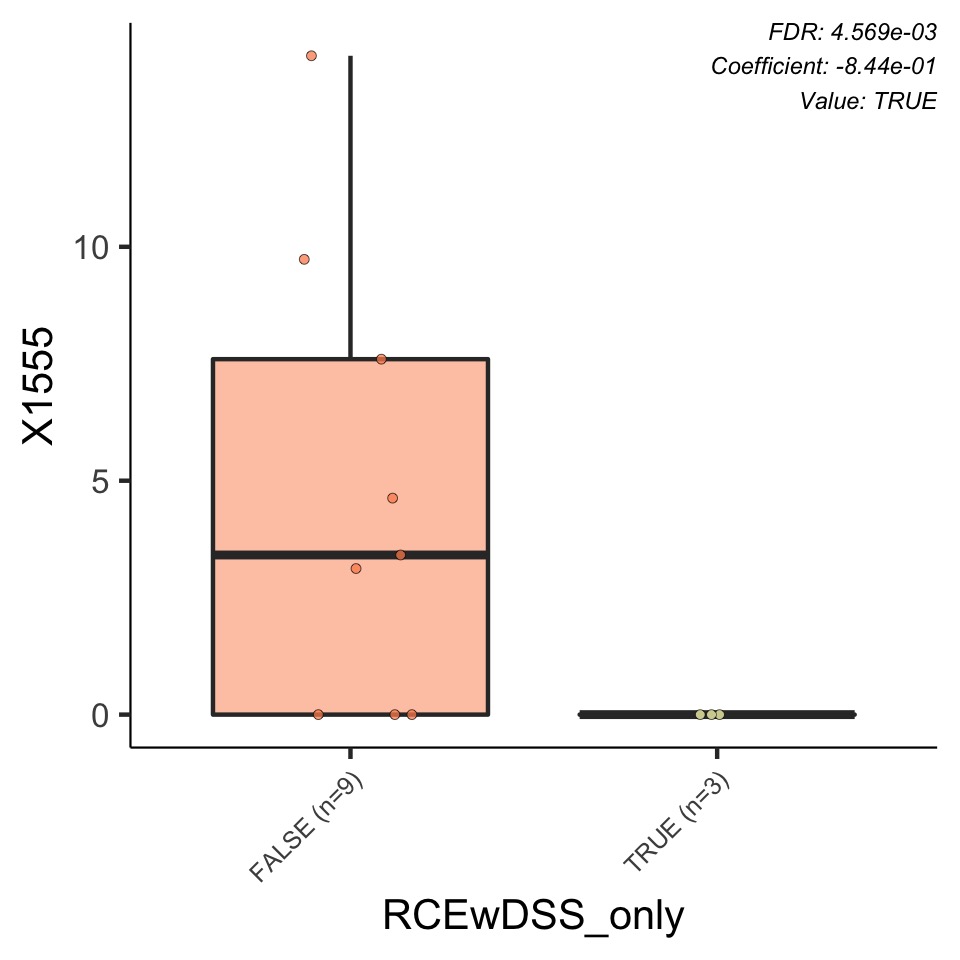 FDR: 4.569e-03
Coefficient: -8.44e-01
Value: TRUE
X1555
10
5
0
FALSE (n=9)
TRUE (n=3)
RCEwDSS_only